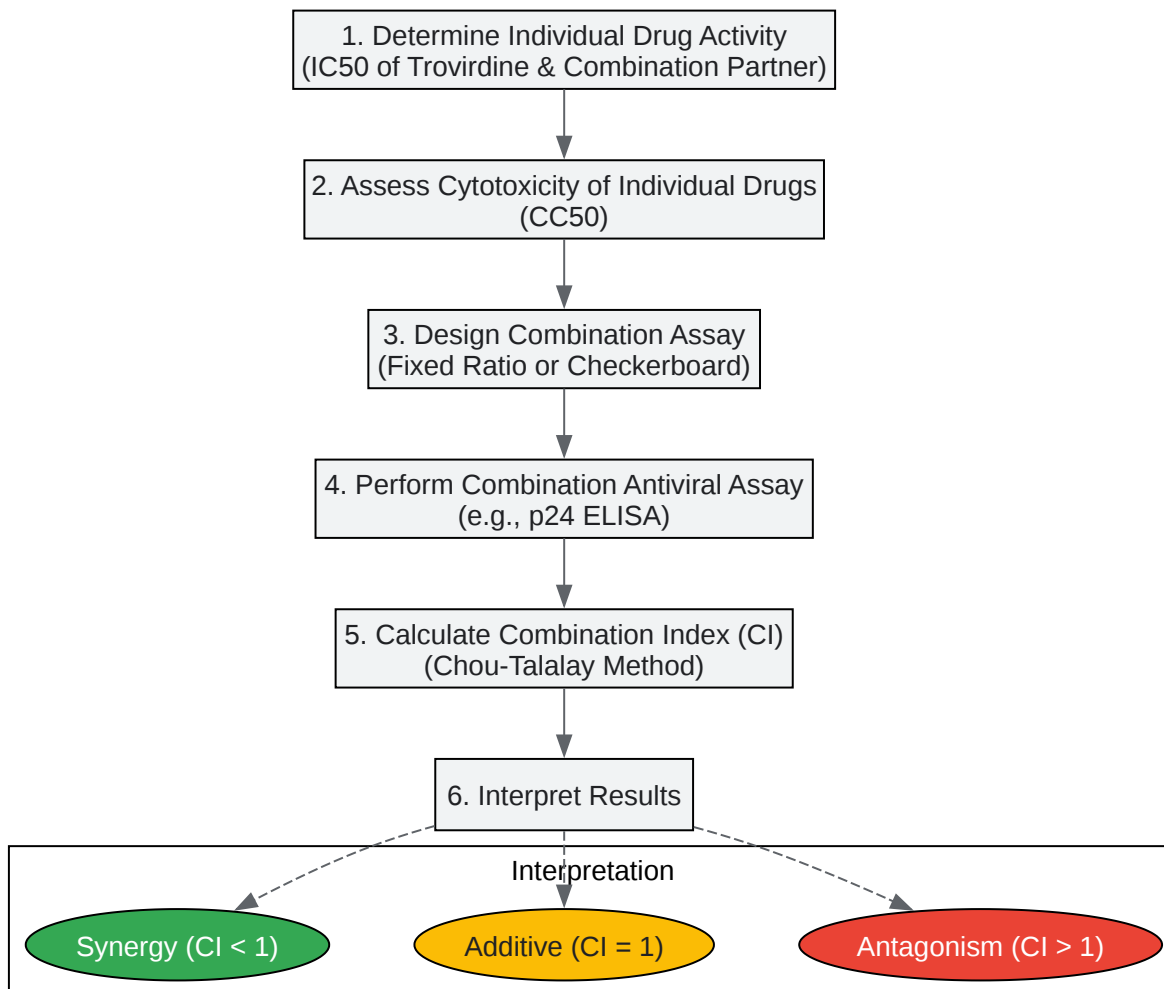 1. Determine Individual Drug Activity
(IC50 of Trovirdine & Combination Partner)
2. Assess Cytotoxicity of Individual Drugs
(CC50)
3. Design Combination Assay
(Fixed Ratio or Checkerboard)
4. Perform Combination Antiviral Assay
(e.g., p24 ELISA)
5. Calculate Combination Index (CI)
(Chou-Talalay Method)
6. Interpret Results
Interpretation
Synergy (CI < 1)
Additive (CI = 1)
Antagonism (CI > 1)